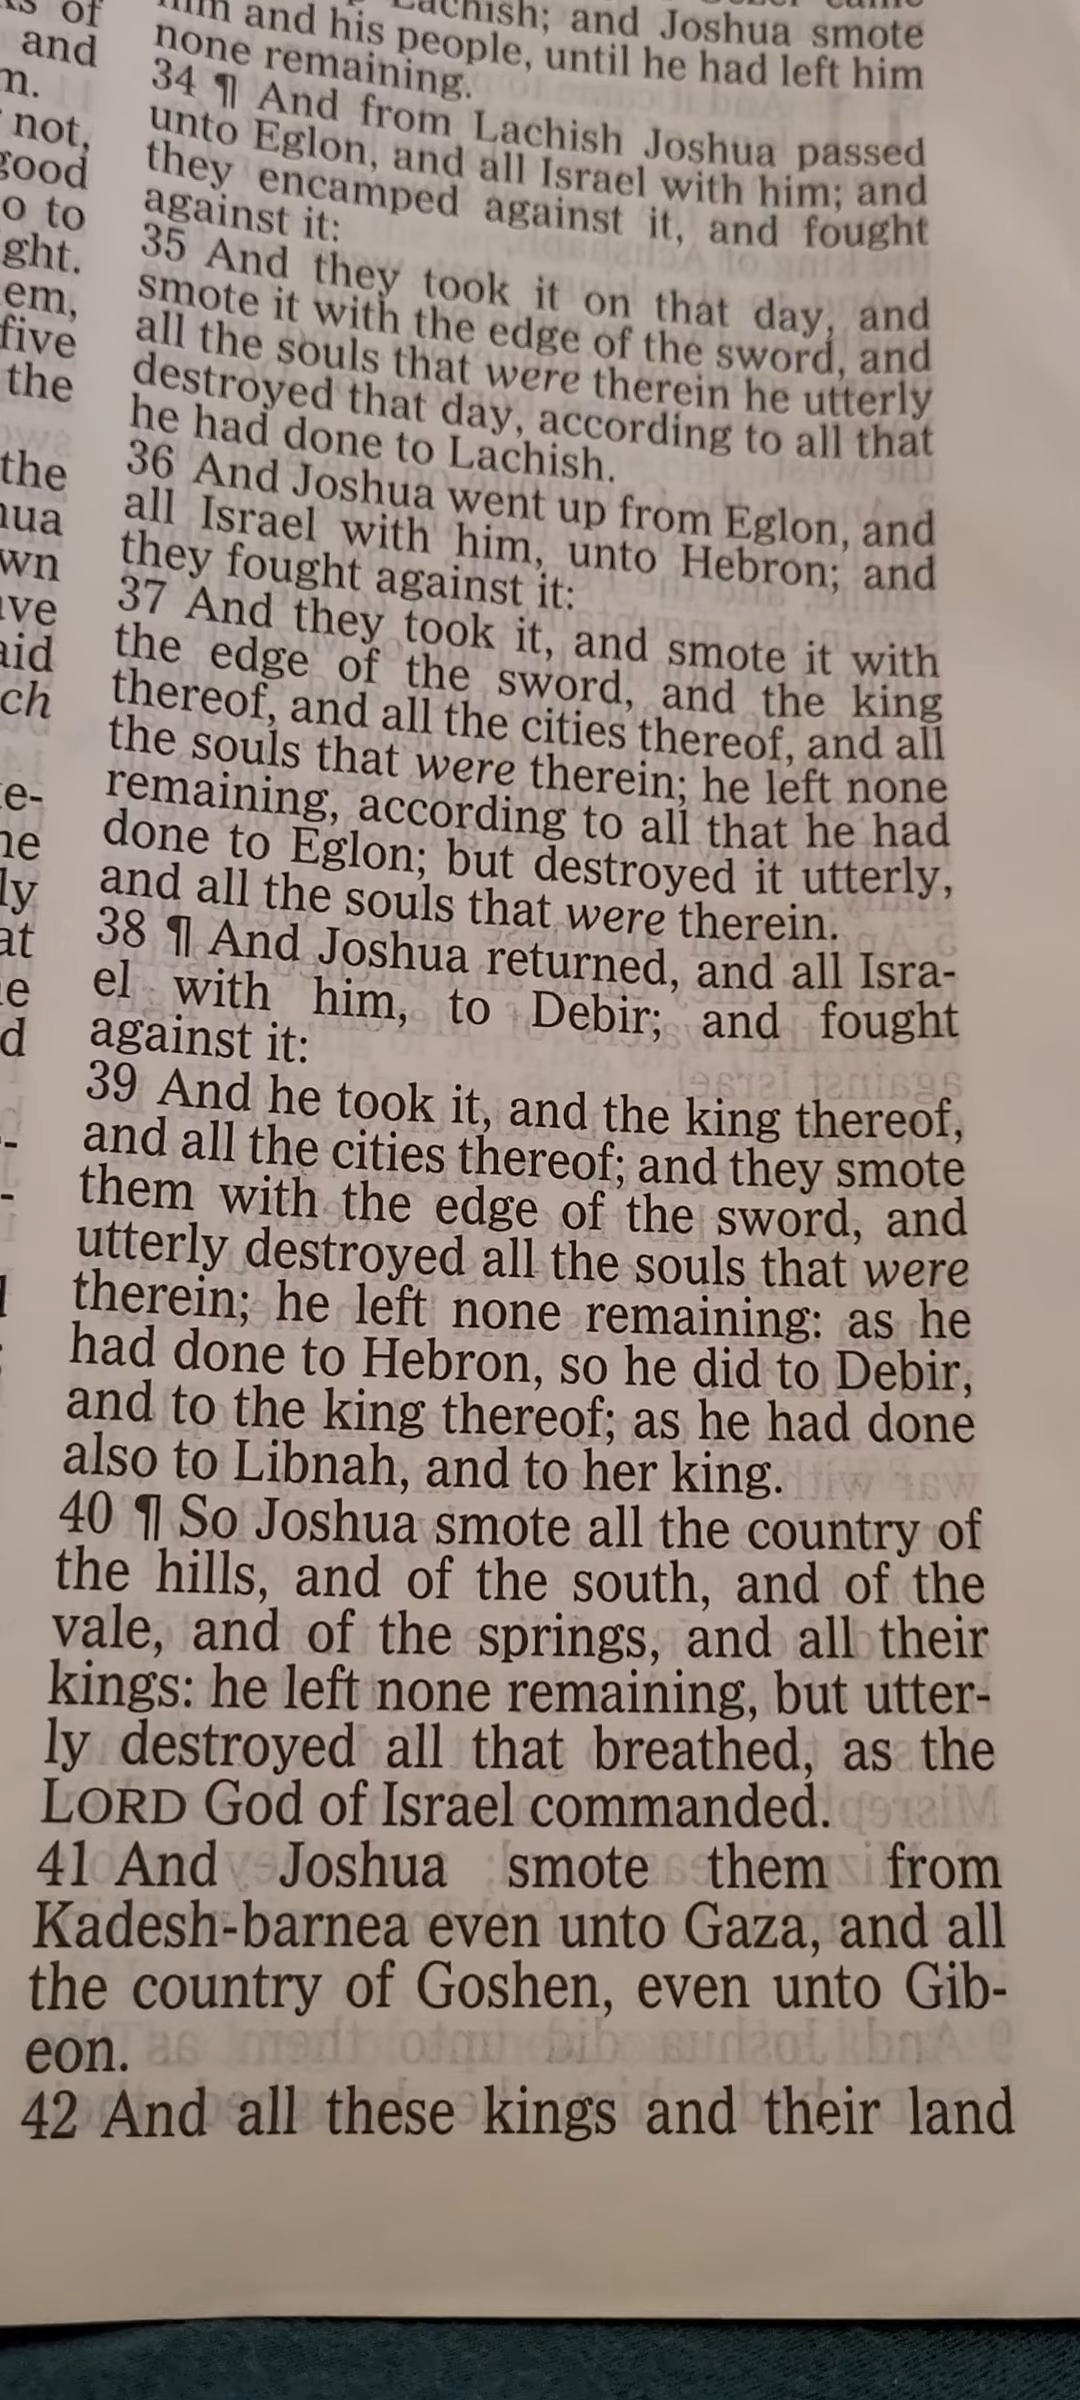 s of
and
m.
not,
good
o to
ght.
em,
five
the
the
nua
wn
ave
aid
ch
e-
he
ly
at
e
d
-
-
Lachish; and Joshua smote
him and his people, until he had left him
none remaining.
34 ¶ And from Lachish Joshua passed
unto Eglon, and all Israel with him; and
they encamped against it, and fought
against it:
35 And they took it on that day, and
smote it with the edge of the sword, and
all the souls that were therein he utterly
destroyed that day, according to all that
he had done to Lachish.
36 And Joshua went up from Eglon, and
all Israel with him, unto Hebron; and
they fought against it:
37 And they took it, and smote it with
the edge of the sword, and the king
thereof, and all the cities thereof, and all
the souls that were therein; he left none
remaining, according to all that he had
done to Eglon; but destroyed it utterly,
and all the souls that were therein.
38 ¶ And Joshua returned, and all Isra-
el with him, to Debir; and fought
against it:
39 And he took it, and the king thereof,
and all the cities thereof; and they smote
them with the edge of the sword, and
utterly destroyed all the souls that were
therein; he left none remaining: as he
had done to Hebron, so he did to Debir,
and to the king thereof; as he had done
also to Libnah, and to her king.
40 ¶ So Joshua smote all the country of
the hills, and of the south, and of the
vale, and of the springs, and all their
kings: he left none remaining, but utter-
ly destroyed all that breathed, as the
LORD God of Israel commanded.
41 And Joshua smote them from
Kadesh-barnea even unto Gaza, and all
the country of Goshen, even unto Gib-
eon.
42 And all these kings and their land